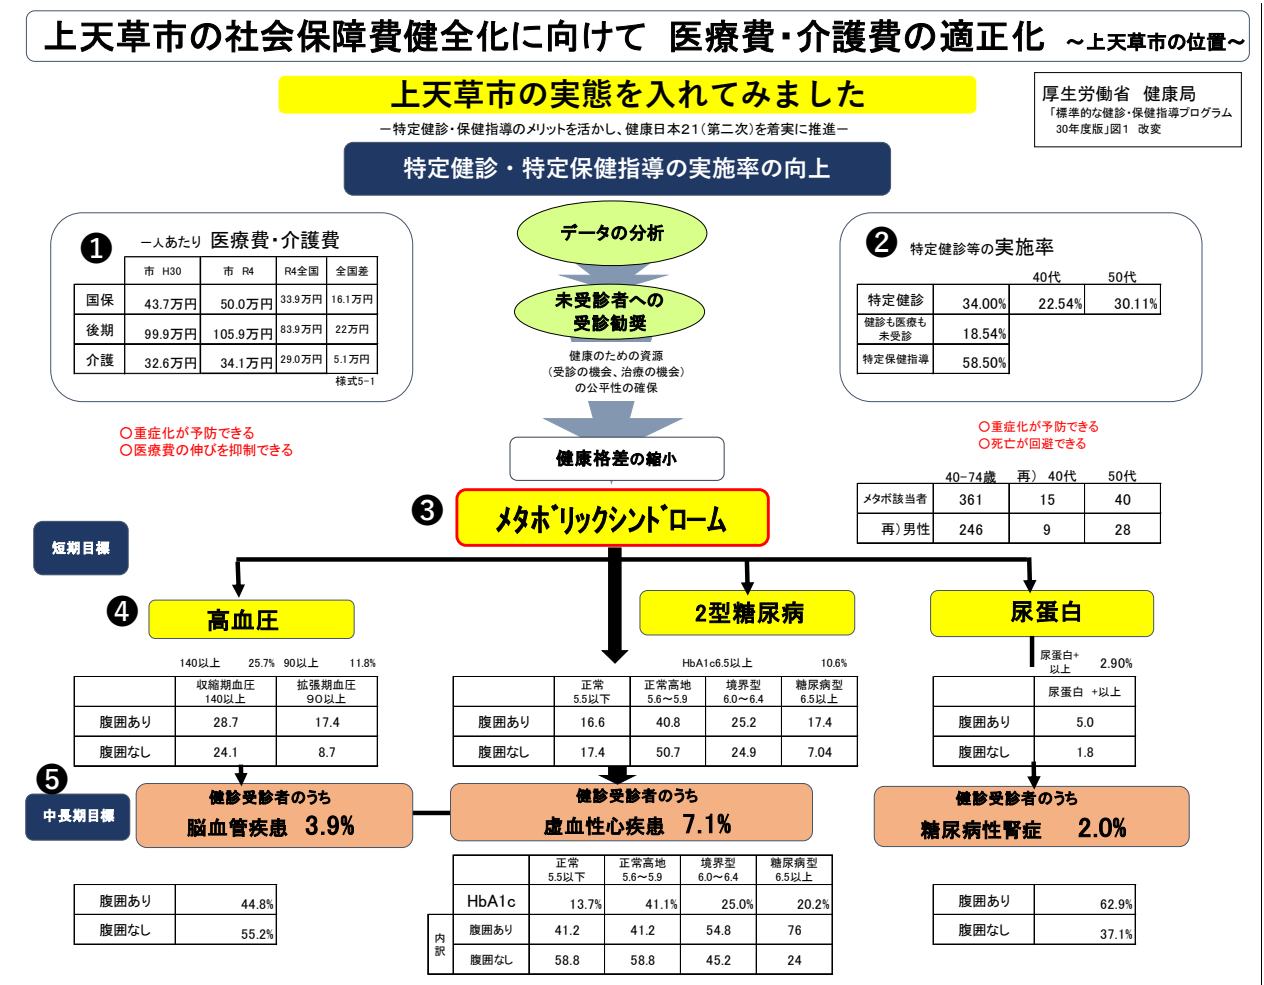 上天草市の社会保障費健全化に向けて 医療費・介護費の適正化 ～上天草市の位置～
上天草市の実態を入れてみました
厚生労働省 健康局
「標準的な健診・保健指導プログラム
30年度版」図1 改変
－特定健診・保健指導のメリットを活かし、健康日本21（第二次）を着実に推進－
特定健診・特定保健指導の実施率の向上
❶ 一人あたり 医療費・介護費
市 H30 市 R4 R4全国 全国差
国保 43.7万円 50.0万円 33.9万円 16.1万円
後期 99.9万円 105.9万円 83.9万円 22万円
介護 32.6万円 34.1万円 29.0万円 5.1万円
様式5-1
データの分析
未受診者への
受診勧奨
健康のための資源
（受診の機会、治療の機会）
の公平性の確保
❷ 特定健診等の実施率
40代 50代
特定健診 34.00% 22.54% 30.11%
健診も医療も
未受診 18.54%
特定保健指導 58.50%
〇重症化が予防できる
〇医療費の伸びを抑制できる
〇重症化が予防できる
〇死亡が回避できる
健康格差の縮小
40-74歳 再） 40代 50代
メタボ該当者 361 15 40
再）男性 246 9 28
❸ メタボリックシンドローム
短期目標
❹ 高血圧
2型糖尿病
尿蛋白
140以上 25.7% 90以上 11.8%
収縮期血圧 拡張期血圧
140以上 90以上
腹囲あり 28.7 17.4
腹囲なし 24.1 8.7
HbA1c6.5以上 10.6%
正常 正常高地 境界型 糖尿病型
5.5以下 5.6～5.9 6.0～6.4 6.5以上
腹囲あり 16.6 40.8 25.2 17.4
腹囲なし 17.4 50.7 24.9 7.04
尿蛋白+
以上 2.90%
尿蛋白 +以上
腹囲あり 5.0
腹囲なし 1.8
❺
中長期目標
健診受診者のうち
脳血管疾患 3.9%
健診受診者のうち
虚血性心疾患 7.1%
健診受診者のうち
糖尿病性腎症 2.0%
腹囲あり 44.8%
腹囲なし 55.2%
正常 正常高地 境界型 糖尿病型
5.5以下 5.6～5.9 6.0～6.4 6.5以上
HbA1c 13.7% 41.1% 25.0% 20.2%
内訳
腹囲あり 41.2 41.2 54.8 76
腹囲なし 58.8 58.8 45.2 24
腹囲あり 62.9%
腹囲なし 37.1%